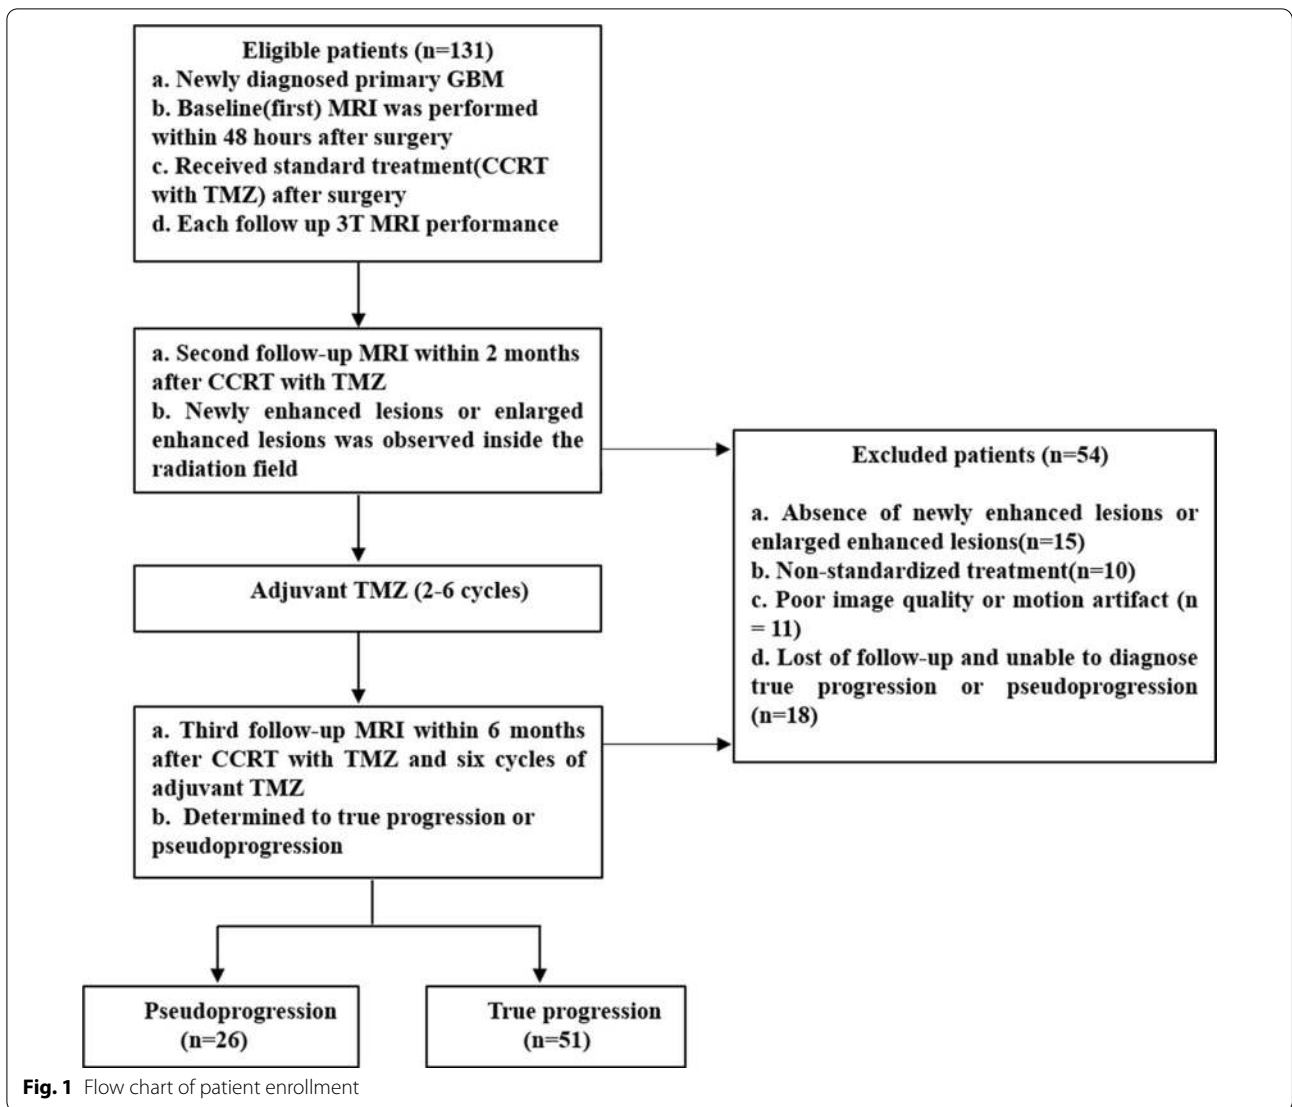 Eligible patients (n=131)
a. Newly diagnosed primary GBM
b. Baseline(first) MRI was performed
within 48 hours after surgery
c. Received standard treatment(CCRT
with TMZ) after surgery
d. Each follow up 3T MRI performance
a. Second follow-up MRI within 2 months
after CCRT with TMZ
b. Newly enhanced lesions or enlarged
enhanced lesions was observed inside the
radiation field
Excluded patients (n=54)
a. Absence of newly enhanced lesions or
enlarged enhanced lesions(n=15)
b. Non-standardized treatment(n=10)
c. Poor image quality or motion artifact (n
= 11)
d. Lost of follow-up and unable to diagnose
true progression or pseudoprogression
(n=18)
Adjuvant TMZ (2-6 cycles)
a. Third follow-up MRI within 6 months
after CCRT with TMZ and six cycles of
adjuvant TMZ
b. Determined to true progression or
pseudoprogression
Pseudoprogression
(n=26)
True progression
(n=51)
Fig. 1 Flow chart of patient enrollment